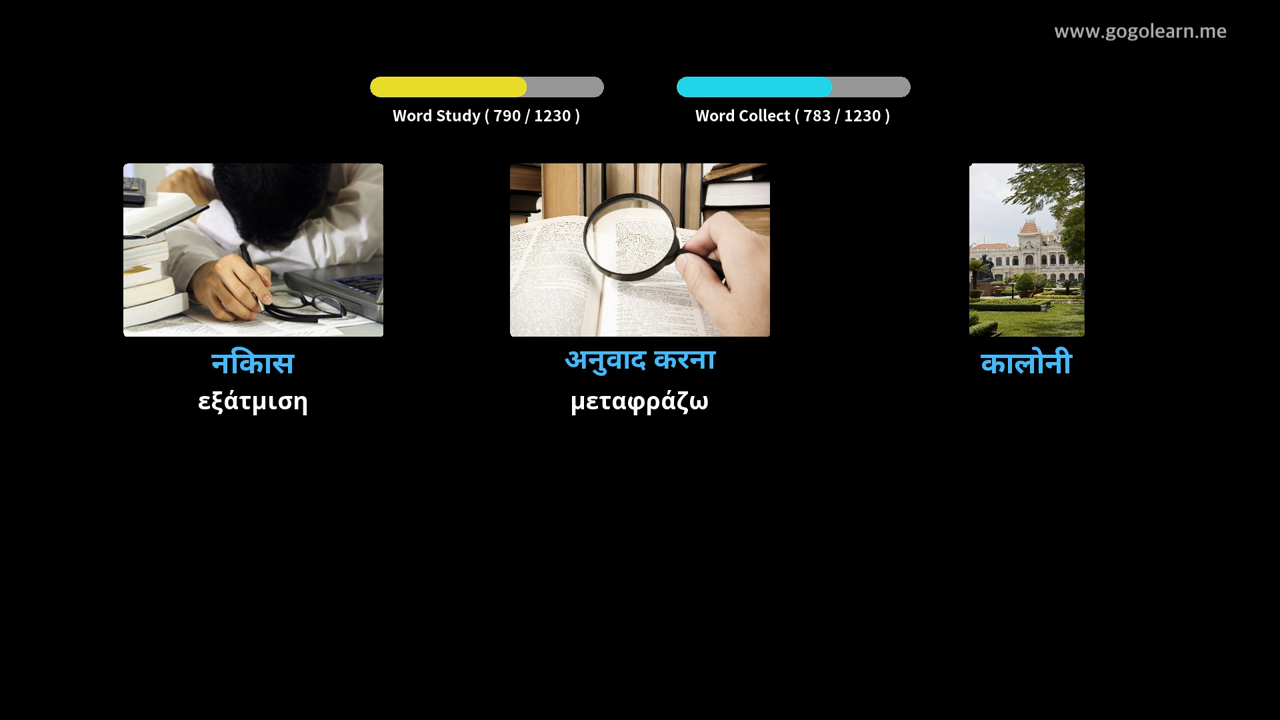 www.gogolearn.me
Word Study ( 790 / 1230 )
Word Collect ( 783 / 1230 )
नकिास
अनुवाद करना
कालोनी
εξάτμιση
μεταφράζω